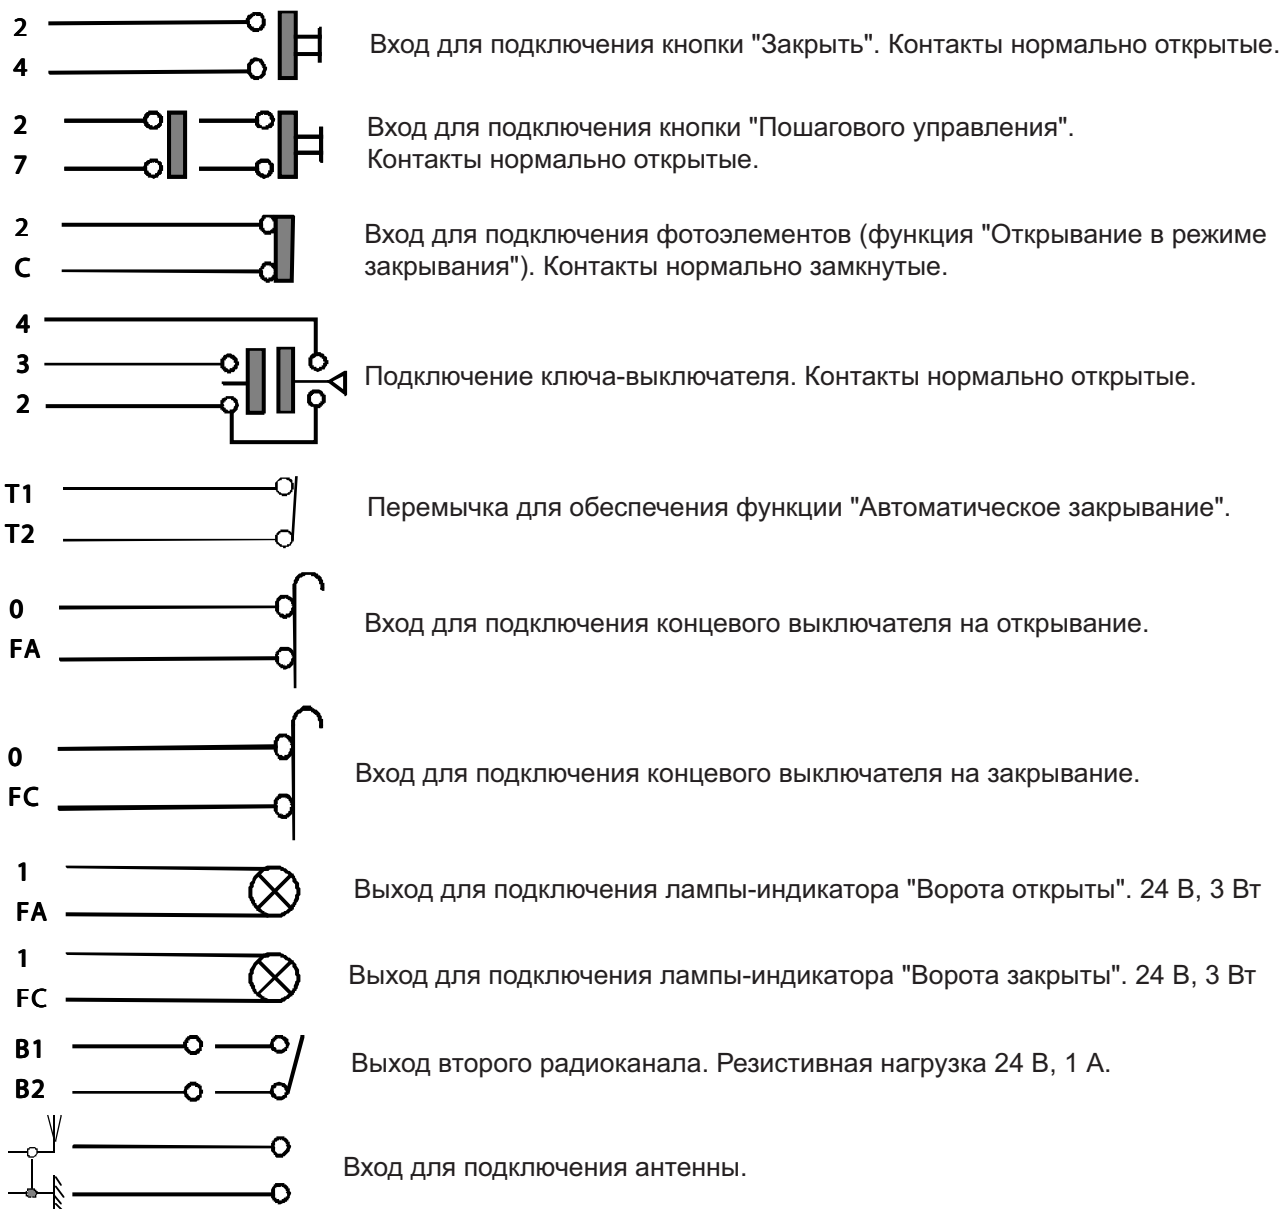 2
4
Вход для подключения кнопки "Закрыть". Контакты нормально открытые.
2
7
Вход для подключения кнопки "Пошагового управления".
Контакты нормально открытые.
2
C
Вход для подключения фотоэлементов (функция "Открывание в режиме
закрывания"). Контакты нормально замкнутые.
4
3
2
Подключение ключа-выключателя. Контакты нормально открытые.
T1
T2
Перемычка для обеспечения функции "Автоматическое закрывание".
0
FA
Вход для подключения концевого выключателя на открывание.
0
FC
Вход для подключения концевого выключателя на закрывание.
1
FA
Выход для подключения лампы-индикатора "Ворота открыты". 24 В, 3 Вт
1
FC
Выход для подключения лампы-индикатора "Ворота закрыты". 24 В, 3 Вт
B1
B2
Выход второго радиоканала. Резистивная нагрузка 24 В, 1 А.
Вход для подключения антенны.